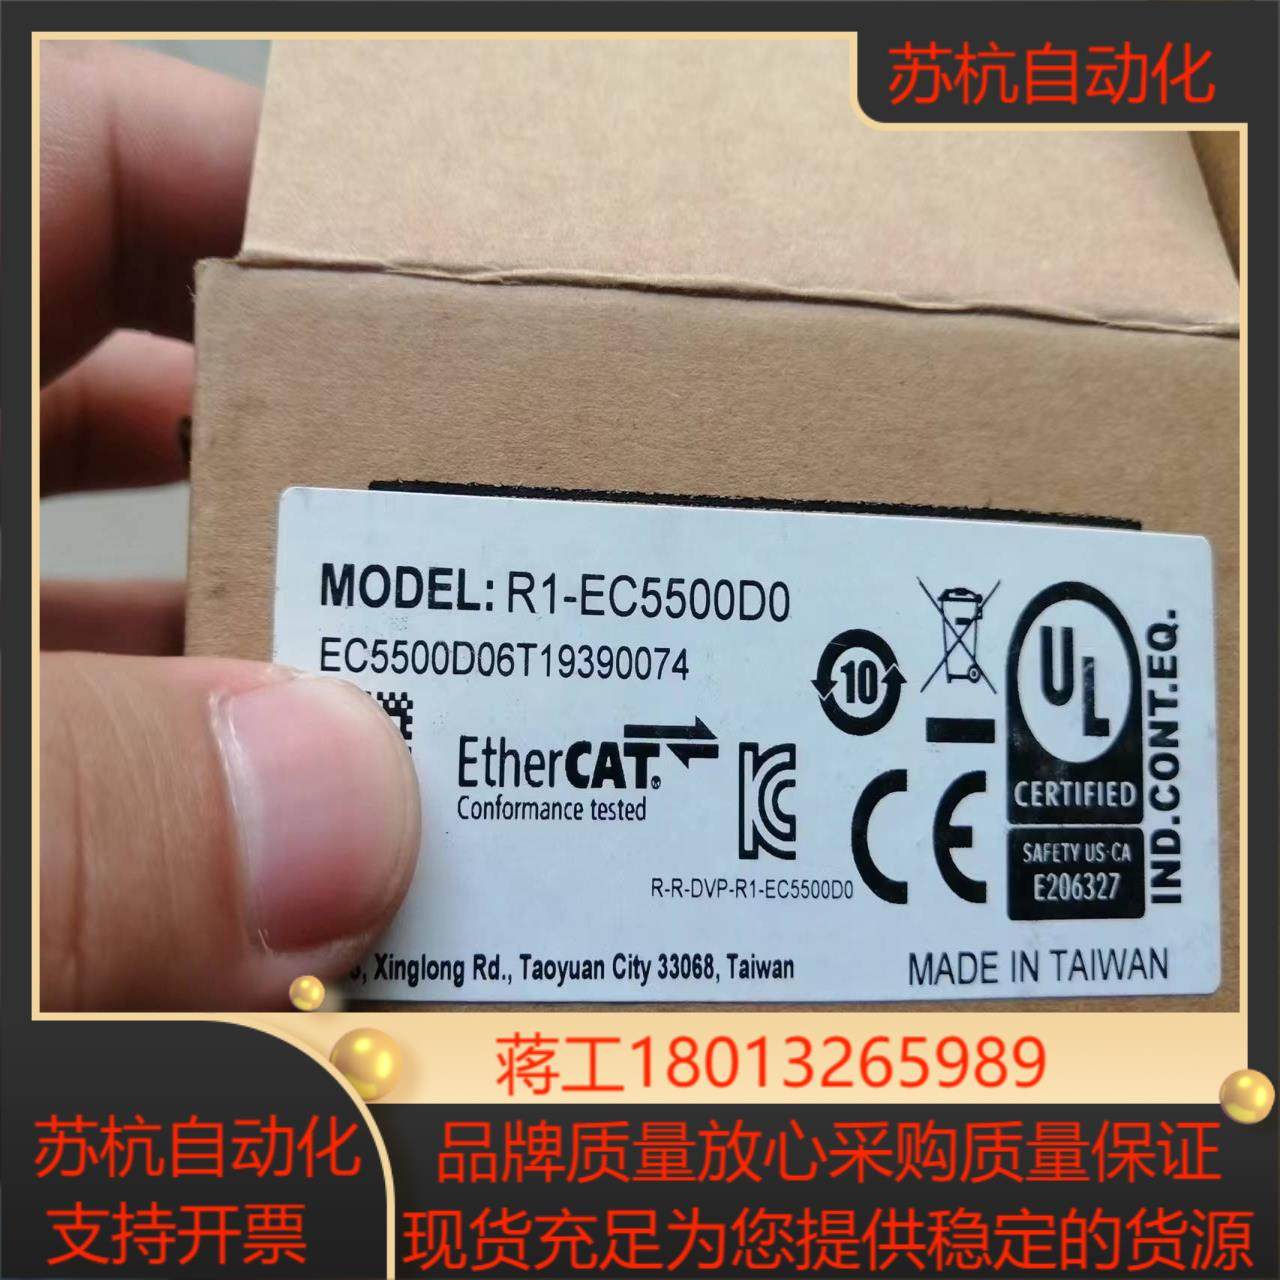 苏杭自动化
MODEL: R1-EC5500D0
EC5500D06T19390074
10
UL
EtherCAT®
Conformance tested
CERTIFIED
IND.CONT.EQ.
SAFETY US-CA
E206327
R-R-DVP-R1-EC5500D0
CE
Xinglong Rd., Taoyuan City 33068, Taiwan
MADE IN TAIWAN
蒋工18013265989
苏杭自动化
支持开票
品牌质量放心采购质量保证
现货充足为您提供稳定的货源